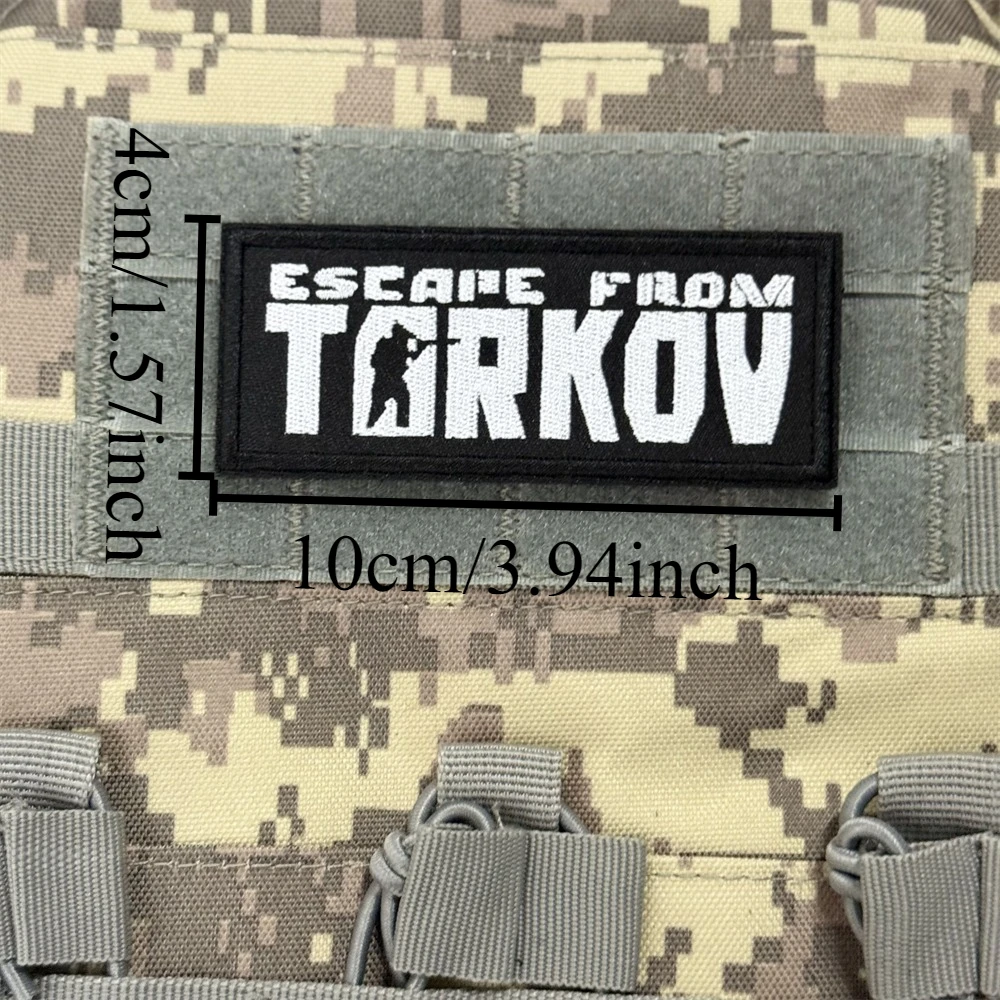 4cm/1.57inch
ESCAPE FROM
TARKOV
10cm/3.94inch